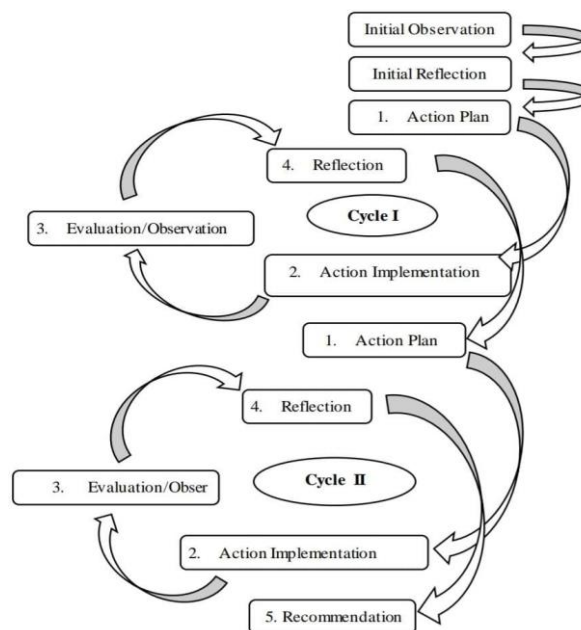 Initial Observation
Initial Reflection
1. Action Plan
4. Reflection
Cycle I
3. Evaluation/Observation
2. Action Implementation
1. Action Plan
4. Reflection
Cycle II
3. Evaluation/Obser
2. Action Implementation
5. Recommendation